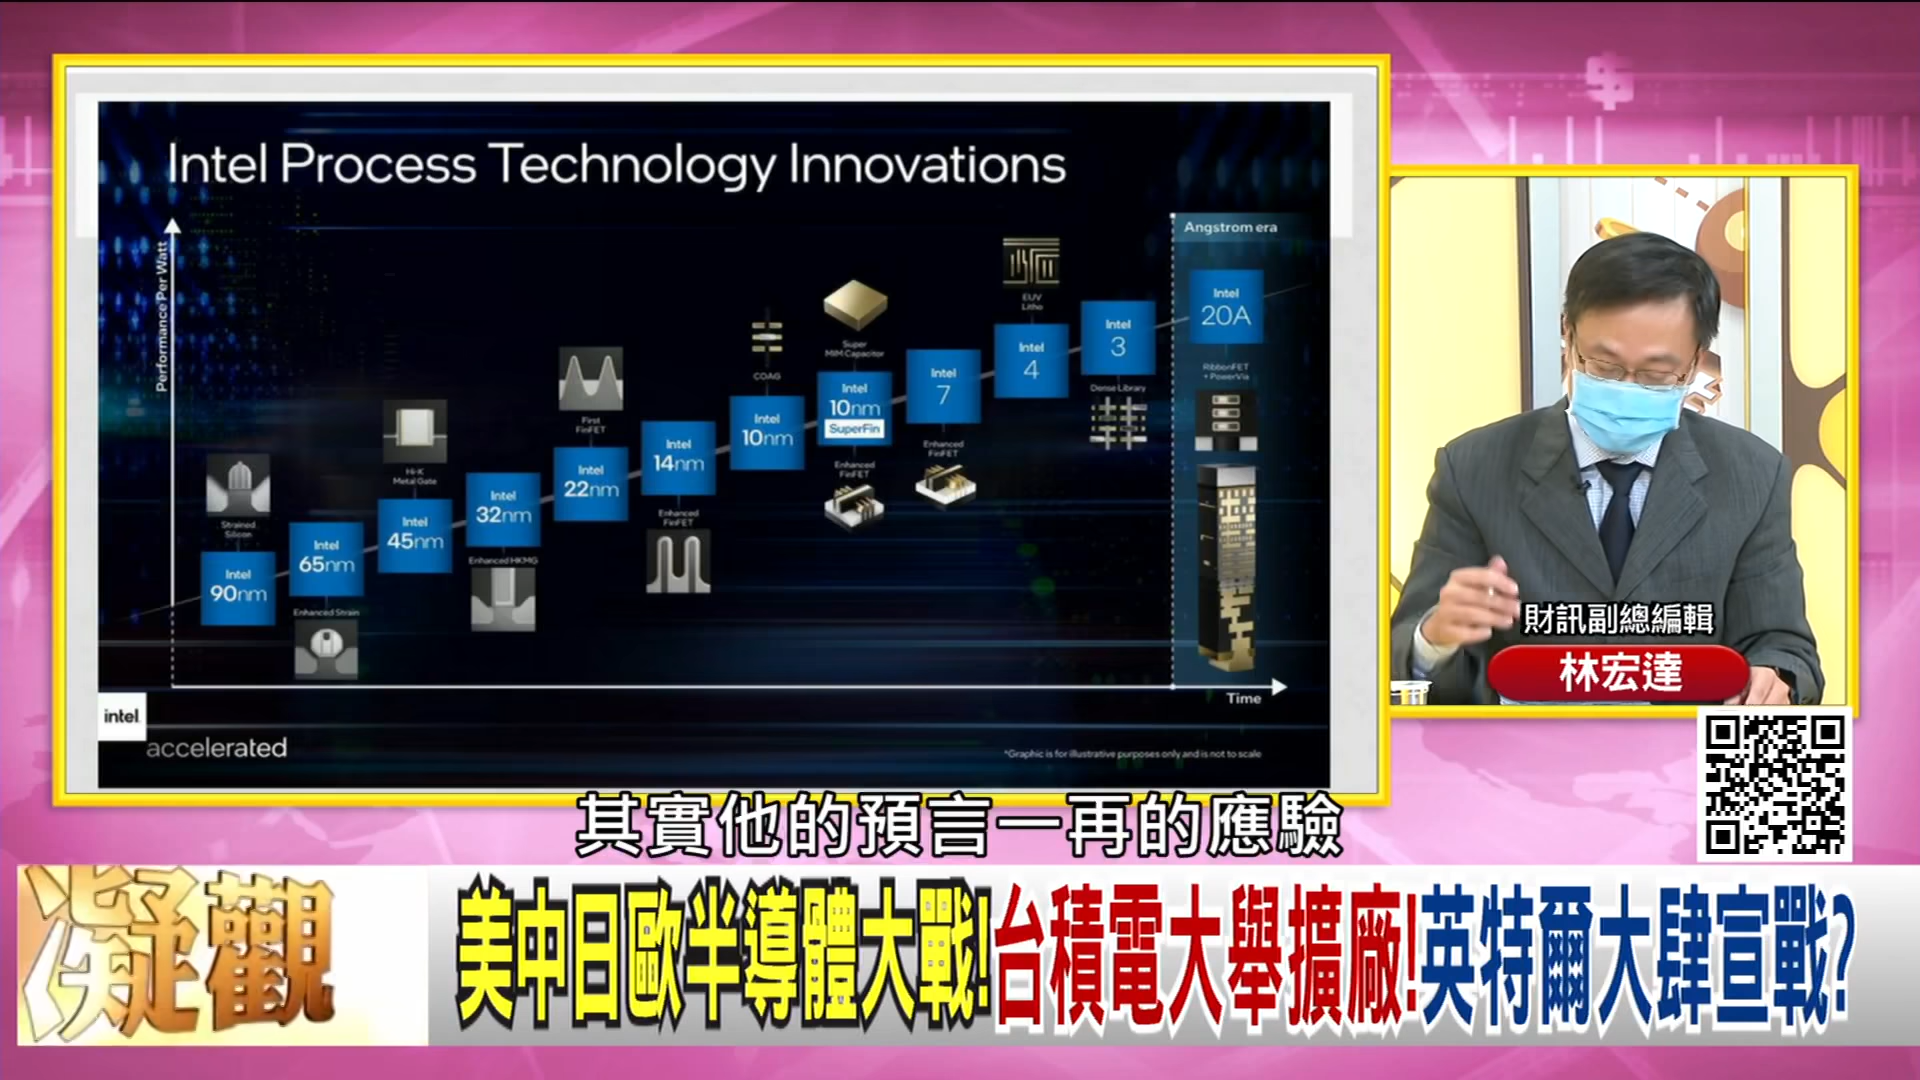 Intel Process Technology Innovations
Performance Per Watt
Angstrom era
Intel 20A
RibbonFET
+ PowerVia
EUV
Litho
Intel
3
Dense Library
Intel
4
Super
MIM Capacitor
Intel
7
Enhanced
FinFET
COAG
Intel
10nm
SuperFin
Enhanced
FinFET
Intel
10nm
First
FinFET
Intel
14nm
Enhanced
FinFET
Hi-K
Metal Gate
Intel
22nm
Intel
32nm
Enhanced HKMG
Strained
Silicon
Intel
45nm
Intel
65nm
Enhanced Strain
Intel
90nm
Time
intel.
accelerated
*Graphic is for illustrative purposes only and is not to scale
財訊副總編輯
林宏達
其實他的預言一再的應驗
凝觀
美中日歐半導體大戰!台積電大舉擴廠!英特爾大肆宣戰?